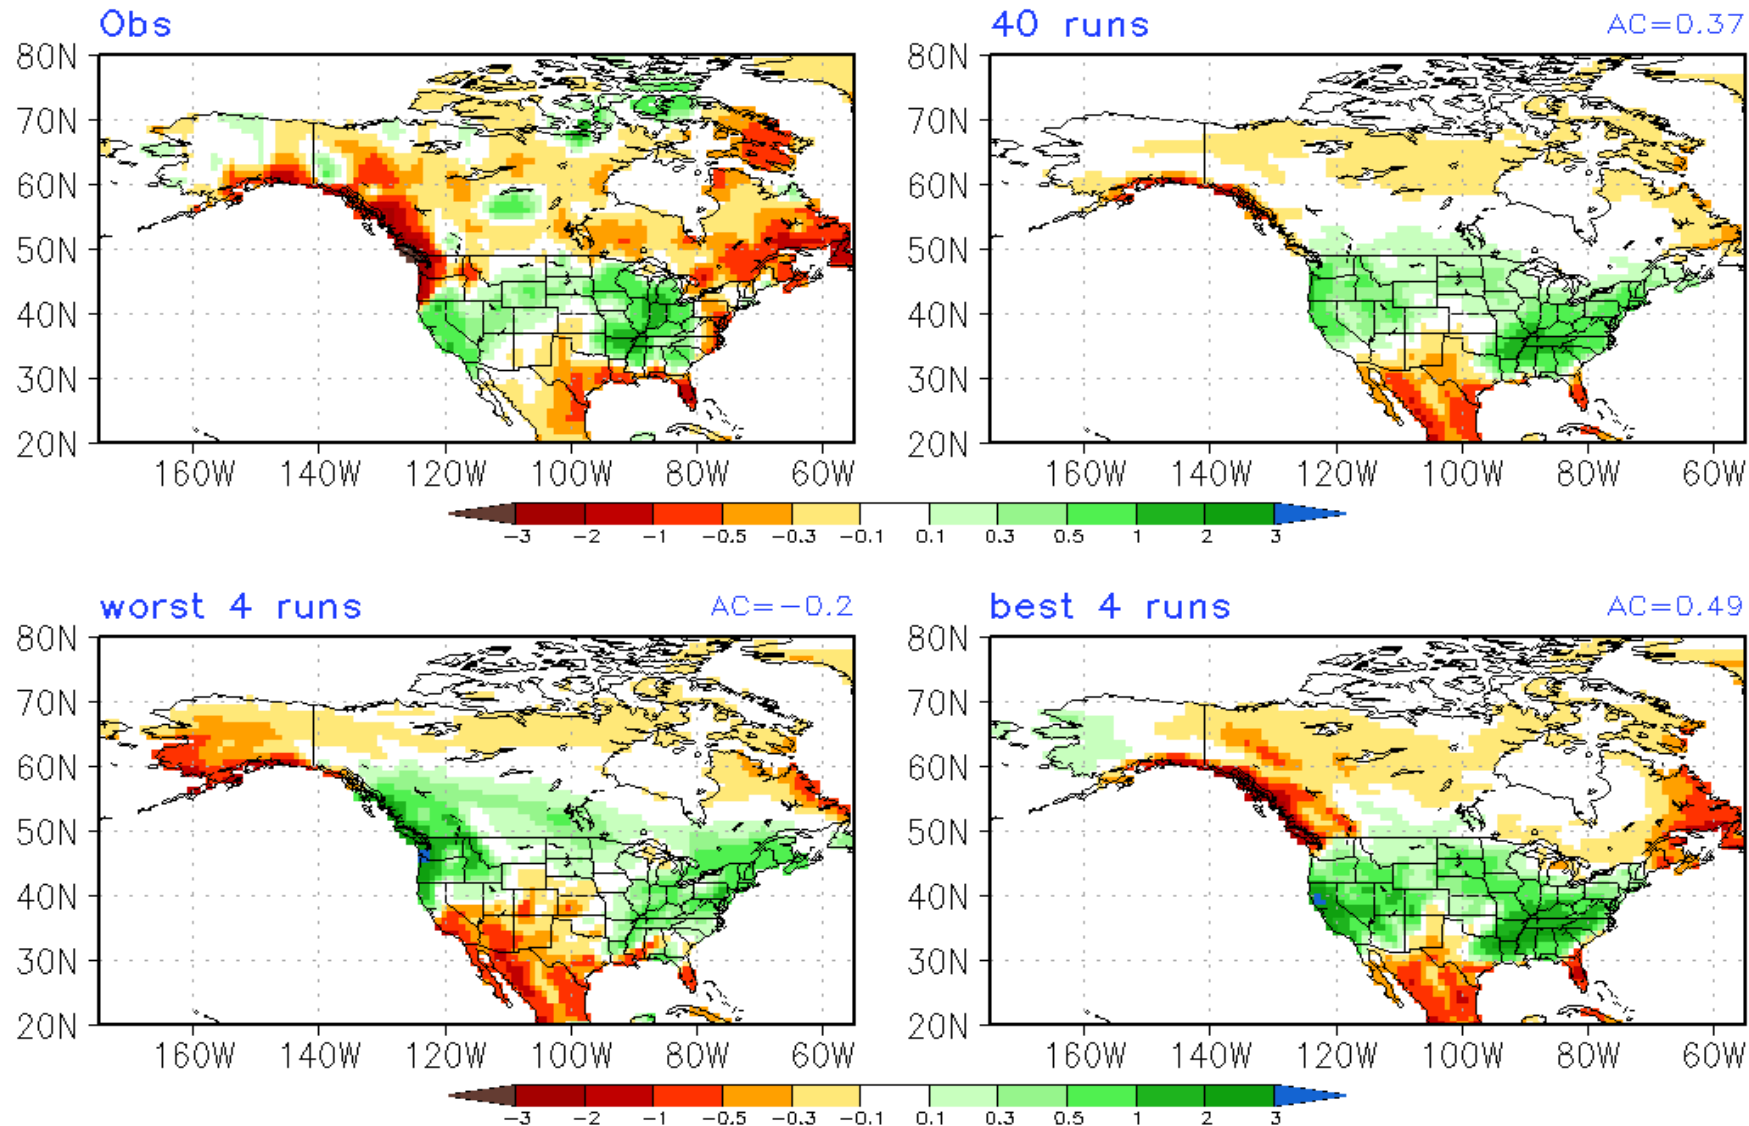 Obs
40 runs AC=0.37
80N 80N
70N 70N
60N 60N
50N 50N
40N 40N
30N 30N
20N 20N
160W 140W 120W 100W 80W 60W 160W 140W 120W 100W 80W 60W
-3 -2 -1 -0.5 -0.3 -0.1 0.1 0.3 0.5 1 2 3
worst 4 runs AC=-0.2
best 4 runs AC=0.49
80N 80N
70N 70N
60N 60N
50N 50N
40N 40N
30N 30N
20N 20N
160W 140W 120W 100W 80W 60W 160W 140W 120W 100W 80W 60W
-3 -2 -1 -0.5 -0.3 -0.1 0.1 0.3 0.5 1 2 3